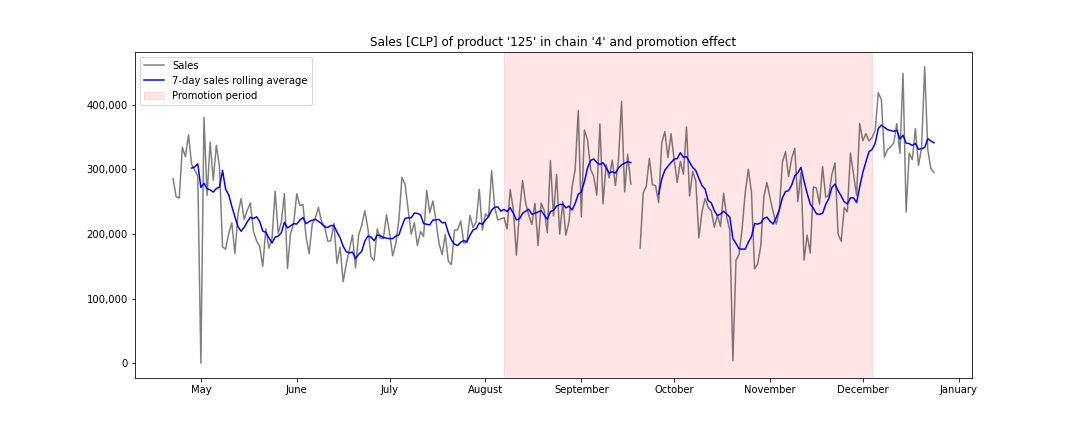 Sales [CLP] of product '125' in chain '4' and promotion effect
Sales
7-day sales rolling average
Promotion period
400,000
300,000
200,000
100,000
0
May June July August September October November December January